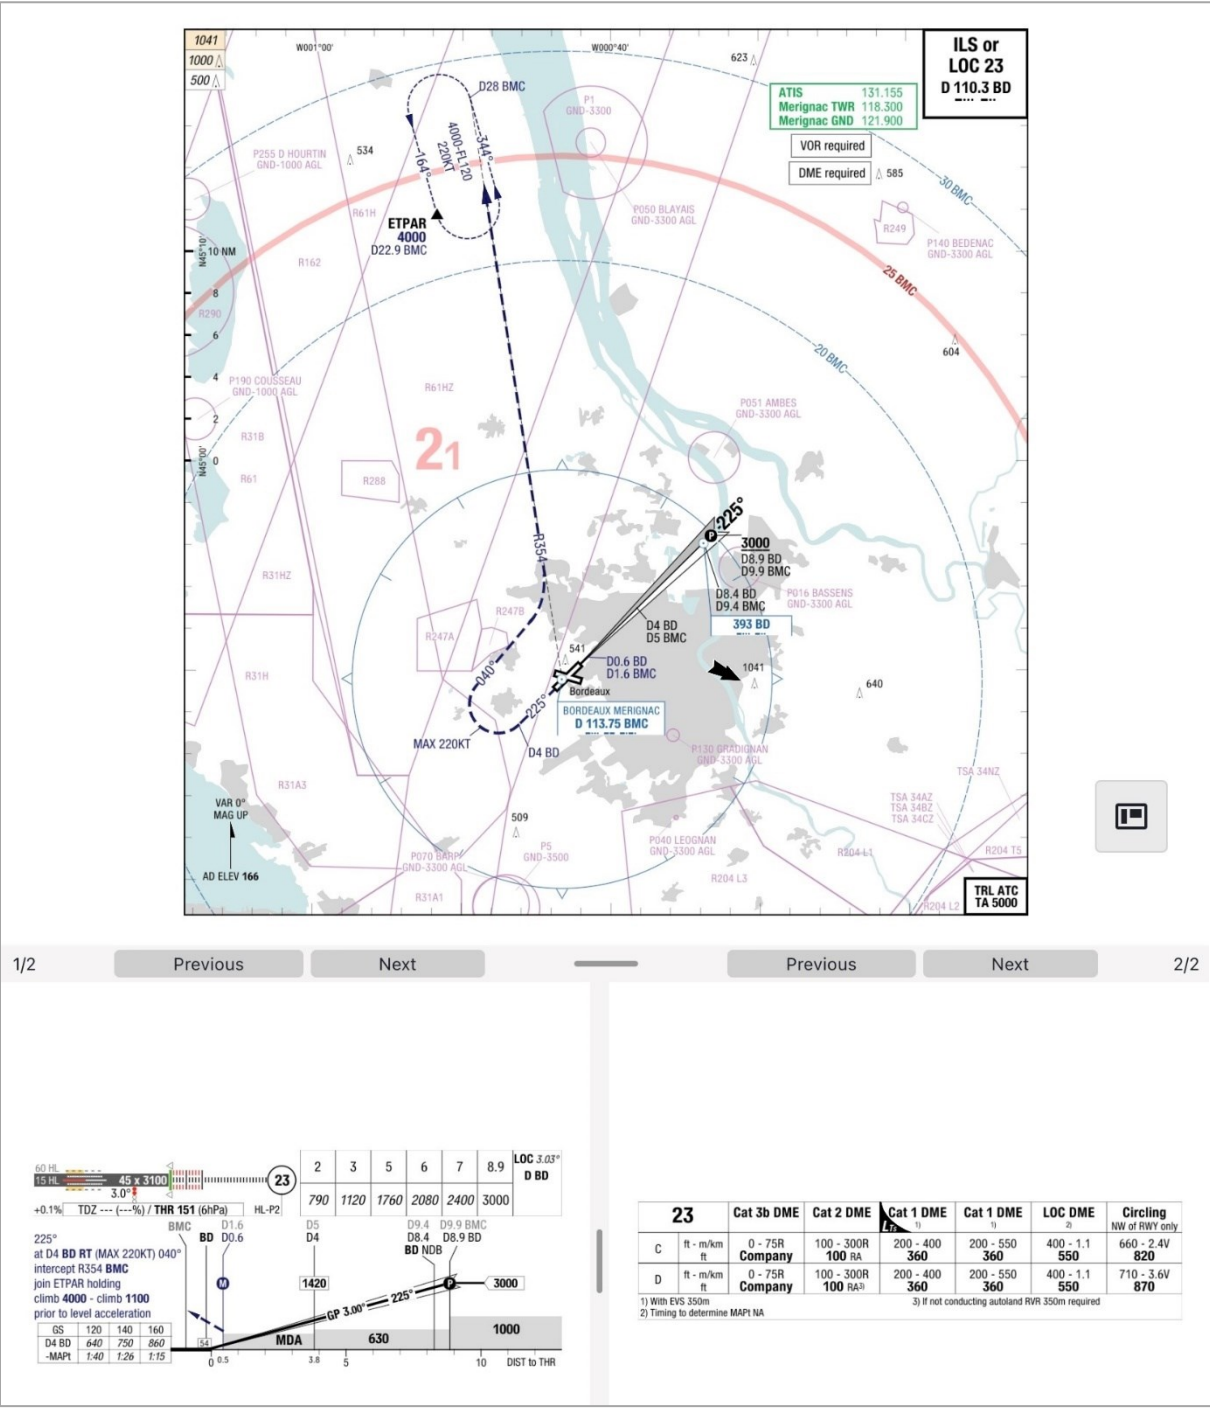 1041
1000
500
W001°00'
W000°40'
623
ILS or
LOC 23
D 110.3 BD
ATIS 131.155
Merignac TWR 118.300
Merignac GND 121.900
VOR required
DME required
585
D28 BMC
P1
GND-3300
4000-FL120
220KT
344°
164°
P255 D HOURTIN
GND-1000 AGL
534
30 BMC
R61H
ETPAR
4000
D22.9 BMC
P050 BLAYAIS
GND-3300 AGL
R249
P140 BEDENAC
GND-3300 AGL
N45°10'
10 NM
R162
25 BMC
8
R290
6
604
20 BMC
4
P190 COUSSEAU
GND-1000 AGL
R61HZ
2
P051 AMBES
GND-3300 AGL
R31B
21
N45°00'
0
R61
R288
225°
R354
3000
D8.9 BD
D9.9 BMC
R31HZ
D8.4 BD
D9.4 BMC
P016 BASSENS
GND-3300 AGL
R247B
R247A
D4 BD
D5 BMC
393 BD
541
D0.6 BD
D1.6 BMC
1041
R31H
040°
640
Bordeaux
225°
BORDEAUX MERIGNAC
D 113.75 BMC
MAX 220KT
D4 BD
P130 GRADIGNAN
GND-3300 AGL
TSA 34NZ
R31A3
TSA 34AZ
TSA 34BZ
TSA 34CZ
VAR 0°
MAG UP
509
P040 LEOGNAN
GND-3300 AGL
P5
GND-3500
P070 BARP
GND-3300 AGL
R204 L1
R204 T5
AD ELEV 166
R204 L3
R31A1
R204 L2
TRL ATC
TA 5000
1/2
Previous
Next
Previous
Next
2/2
60 HL
15 HL
45 x 3100
3.0°
23
+0.1%
TDZ --- (---%) / THR 151 (6hPa)
HL-P2
2 3 5 6 7 8.9 LOC 3.03°
D BD
790 1120 1760 2080 2400 3000
BMC D1.6 D5 D9.4 D9.9 BMC
BD D0.6 D4 D8.4 D8.9 BD
BD NDB
225°
at D4 BD RT (MAX 220KT) 040°
intercept R354 BMC
join ETPAR holding
climb 4000 - climb 1100
prior to level acceleration
M
1420
P
3000
GP 3.00°
225°
GS 120 140 160
D4 BD 640 750 860
-MAPt 1:40 1:26 1:15
54
MDA
630
1000
0 0.5 3.8 5 10 DIST to THR
23 Cat 3b DME Cat 2 DME Cat 1 DME Cat 1 DME LOC DME Circling
LTS 1) 1) 2) NW of RWY only
C ft - m/km 0 - 75R 100 - 300R 200 - 400 200 - 550 400 - 1.1 660 - 2.4V
ft Company 100 RA 360 360 550 820
D ft - m/km 0 - 75R 100 - 300R 200 - 400 200 - 550 400 - 1.1 710 - 3.6V
ft Company 100 RA3) 360 360 550 870
1) With EVS 350m 3) If not conducting autoland RVR 350m required
2) Timing to determine MAPt NA